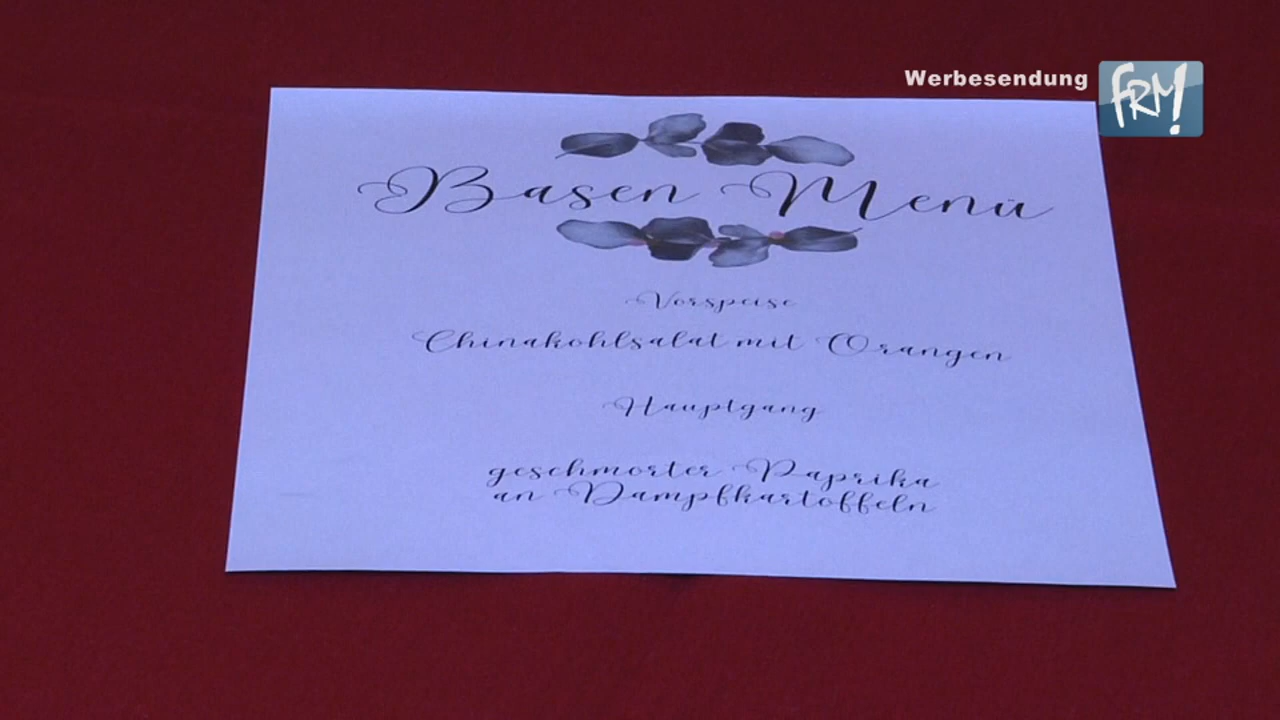 Werbesendung FRM!
Basen Menü
Vorspeise
Chinakohlsalat mit Orangen
Hauptgang
geschmorter Paprika
an Dampfkartoffeln